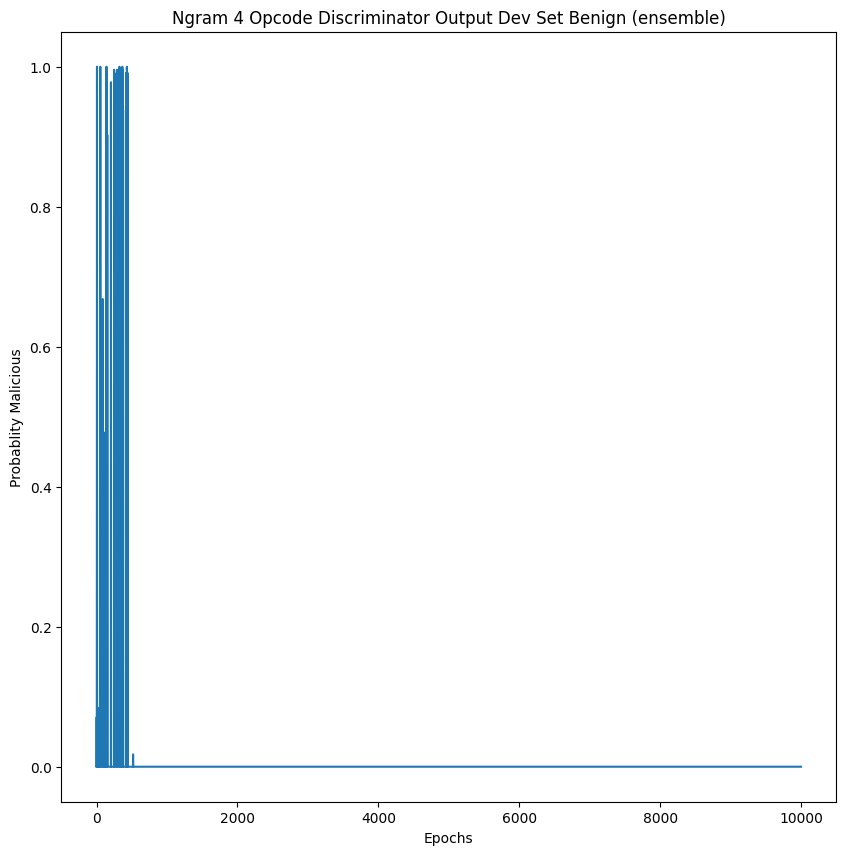 Ngram 4 Opcode Discriminator Output Dev Set Benign (ensemble)
1.0
0.8
0.6
0.4
0.2
0.0
Probablity Malicious
0 2000 4000 6000 8000 10000
Epochs